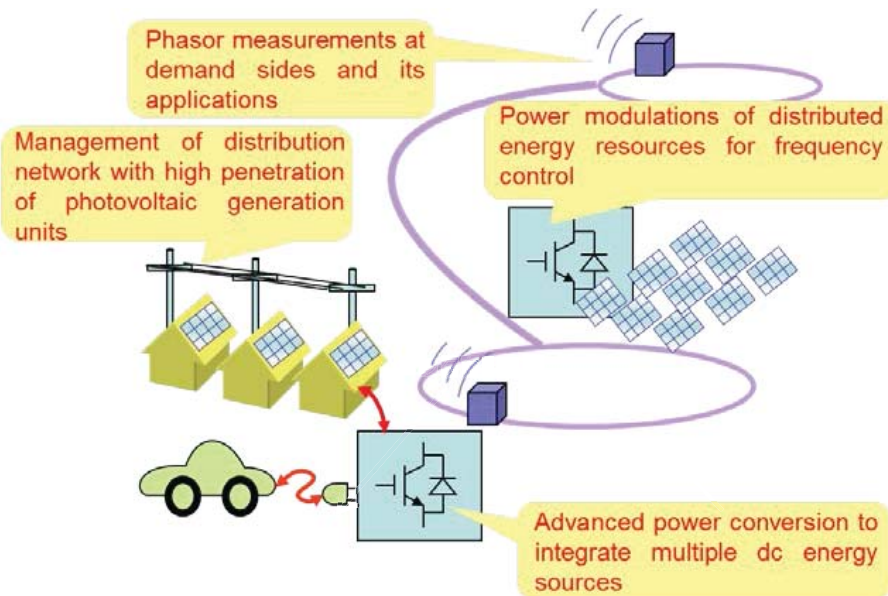 Phasor measurements at
demand sides and its
applications
Management of distribution
network with high penetration
of photovoltaic generation
units
Power modulations of distributed
energy resources for frequency
control
Advanced power conversion to
integrate multiple dc energy
sources